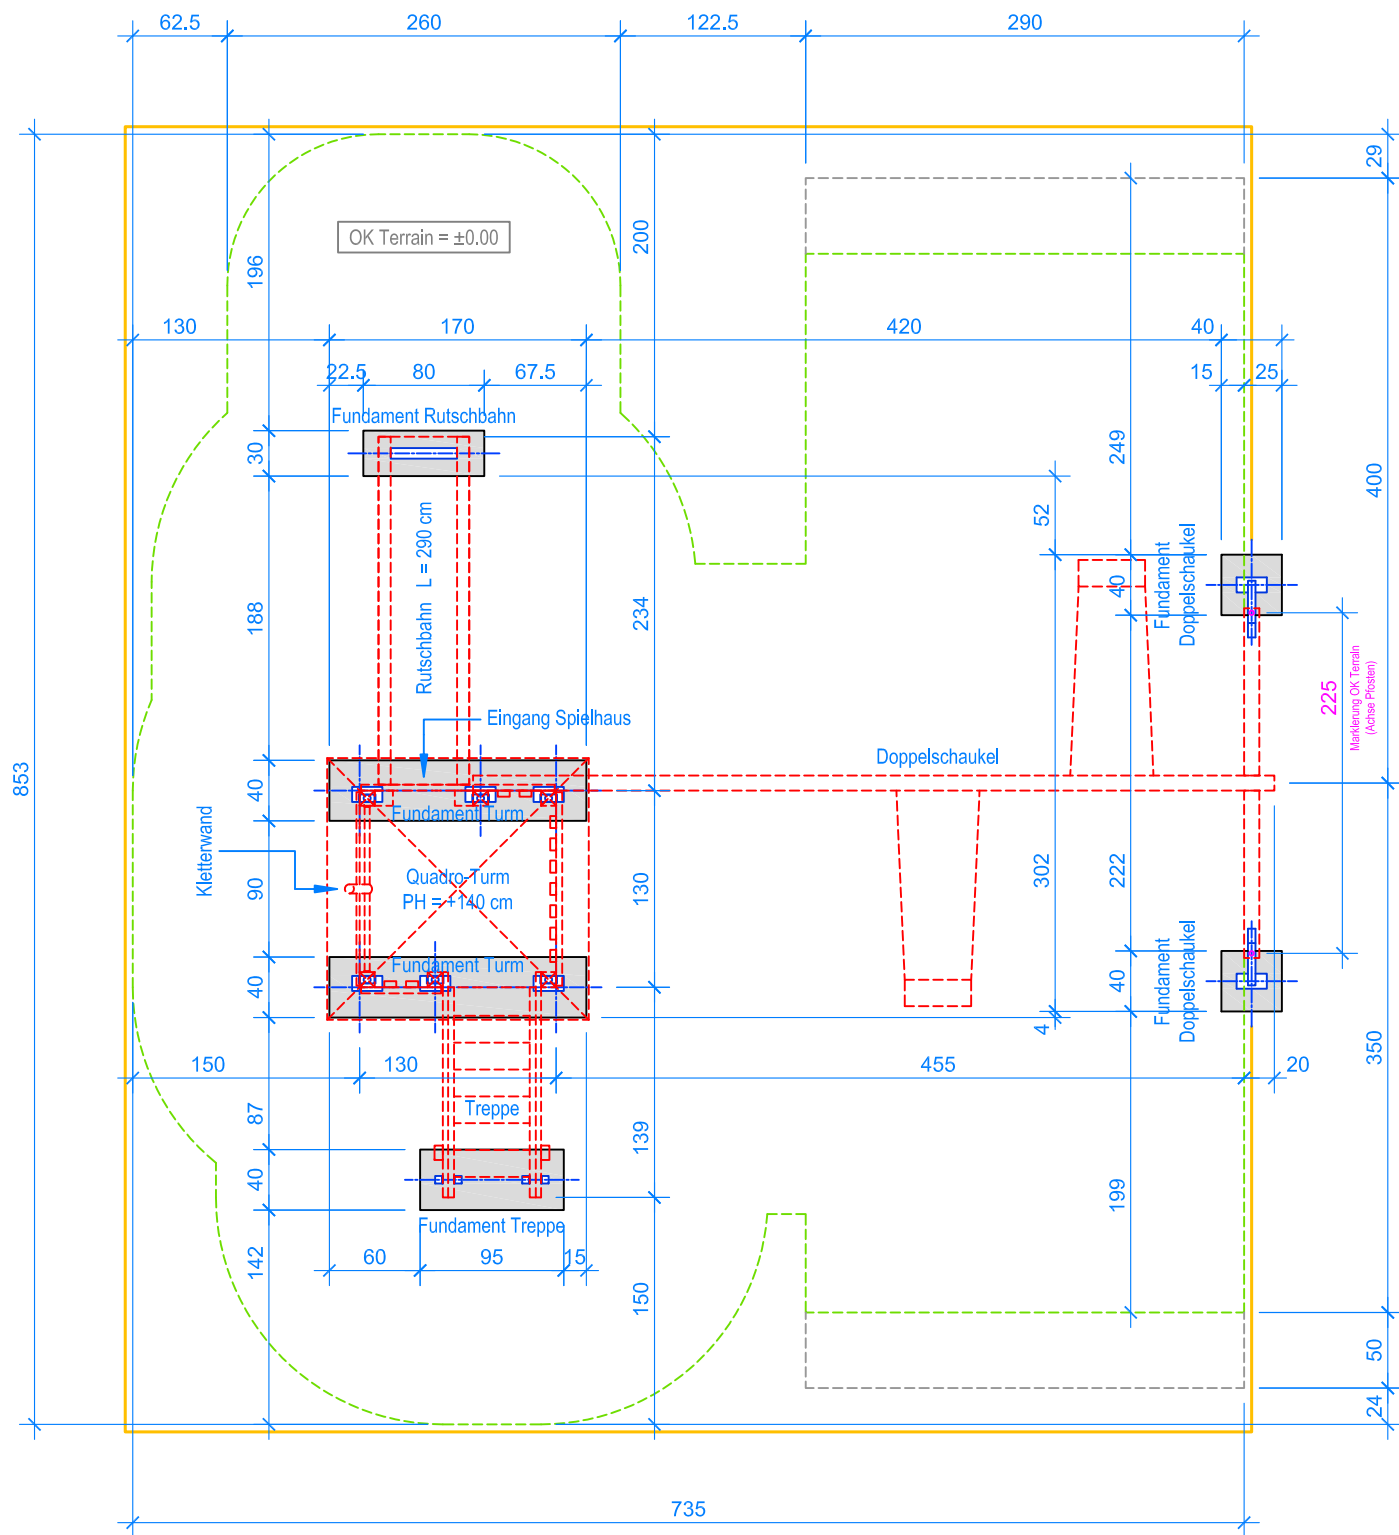 62.5
260
122.5
290
29
200
OK Terrain = ±0.00
196
130
170
420
40
22.5
80
67.5
15
25
Fundament Rutschbahn
30
249
400
52
Rutschbahn L = 290 cm
Fundament
Doppelschaukel
40
188
234
225
Markierung OK Terrain
(Achse Pfosten)
Eingang Spielhaus
Doppelschaukel
853
40
Fundament Turm
Kletterwand
90
Quadro-Turm
PH = +140 cm
130
302
222
Fundament Turm
40
40
Fundament
Doppelschaukel
4
350
150
130
455
20
87
Treppe
139
40
199
Fundament Treppe
142
60
95
15
150
50
24
735